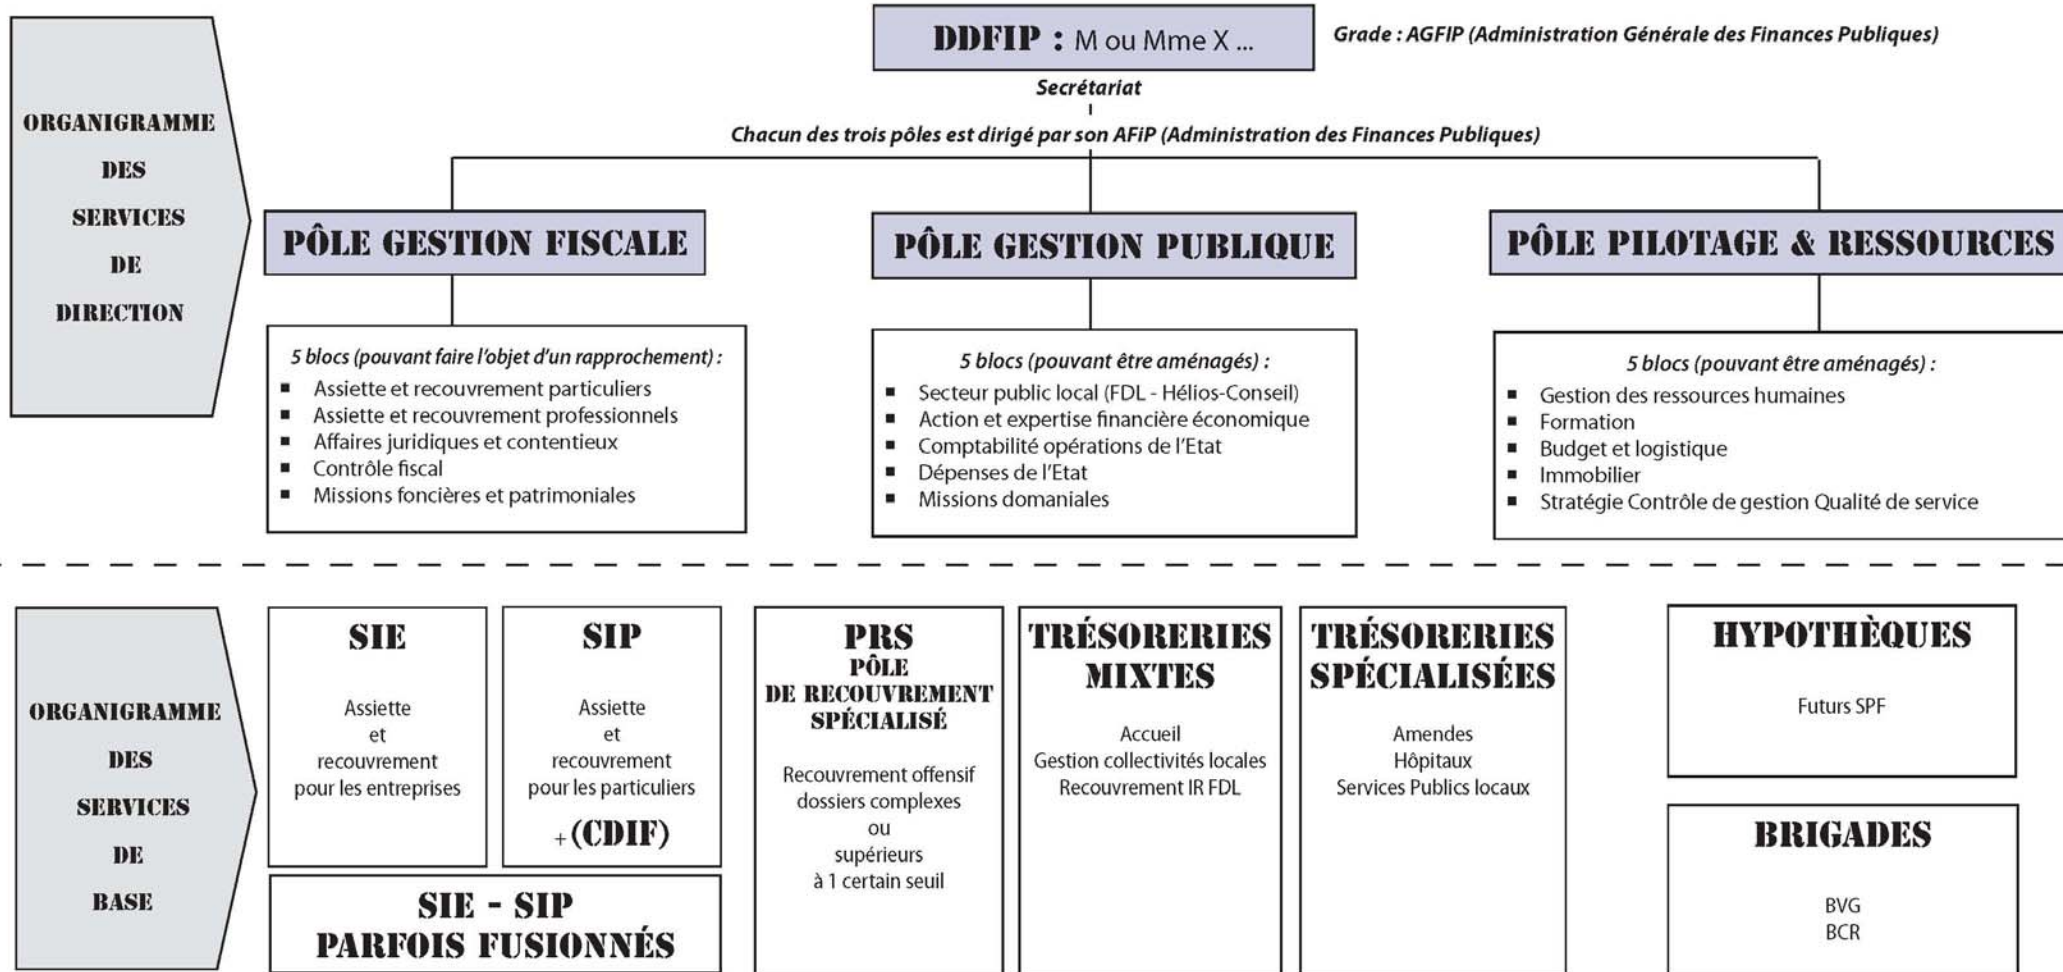 ORGANIGRAMME
DES
SERVICES
DE
DIRECTION
DDFIP : M ou Mme X ...
Grade : AGFIP (Administration Générale des Finances Publiques)
Secrétariat
Chacun des trois pôles est dirigé par son AFiP (Administration des Finances Publiques)
PÔLE GESTION FISCALE
5 blocs (pouvant faire l'objet d'un rapprochement) :
▪ Assiette et recouvrement particuliers
▪ Assiette et recouvrement professionnels
▪ Affaires juridiques et contentieux
▪ Contrôle fiscal
▪ Missions foncières et patrimoniales
PÔLE GESTION PUBLIQUE
5 blocs (pouvant être aménagés) :
▪ Secteur public local (FDL - Hélios-Conseil)
▪ Action et expertise financière économique
▪ Comptabilité opérations de l'Etat
▪ Dépenses de l'Etat
▪ Missions domaniales
PÔLE PILOTAGE & RESSOURCES
5 blocs (pouvant être aménagés) :
▪ Gestion des ressources humaines
▪ Formation
▪ Budget et logistique
▪ Immobilier
▪ Stratégie Contrôle de gestion Qualité de service
ORGANIGRAMME
DES
SERVICES
DE
BASE
SIE
Assiette
et
recouvrement
pour les entreprises
SIP
Assiette
et
recouvrement
pour les particuliers
+ (CDIF)
SIE - SIP
PARFOIS FUSIONNÉS
PRS
PÔLE
DE RECOUVREMENT
SPÉCIALISÉ
Recouvrement offensif
dossiers complexes
ou
supérieurs
à 1 certain seuil
TRÉSORERIES
MIXTES
Accueil
Gestion collectivités locales
Recouvrement IR FDL
TRÉSORERIES
SPÉCIALISÉES
Amendes
Hôpitaux
Services Publics locaux
HYPOTHÈQUES
Futurs SPF
BRIGADES
BVG
BCR